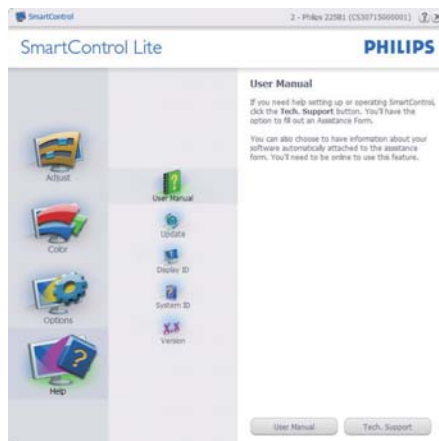 SmartControl
2 - Philips 225B1 (CS30715000001)
SmartControl Lite
PHILIPS
Adjust
Color
Options
Help
User Manual
Update
Display ID
System ID
Version
User Manual
If you need help setting up or operating SmartControl,
click the Tech. Support button. You'll have the
option to fill out an Assistance Form.
You can also choose to have information about your
software automatically attached to the assistance
form. You'll need to be online to use this feature.
User Manual
Tech. Support